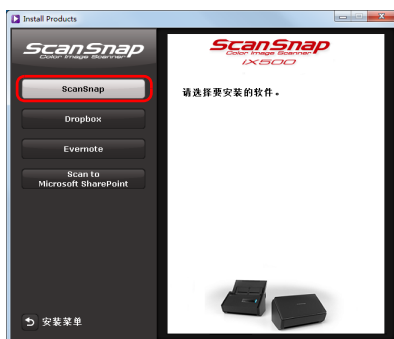 Install Products
ScanSnap
Color Image Scanner
ScanSnap
Color Image Scanner
iX500
ScanSnap
请选择要安装的软件。
Dropbox
Evernote
Scan to
Microsoft SharePoint
安装菜单